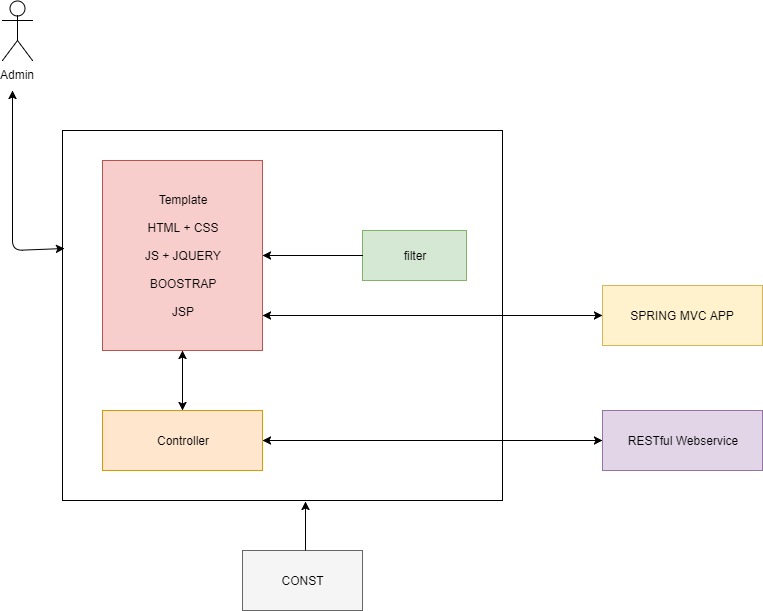 Admin
Template
HTML + CSS
JS + JQUERY
BOOSTRAP
JSP
filter
SPRING MVC APP
Controller
RESTful Webservice
CONST